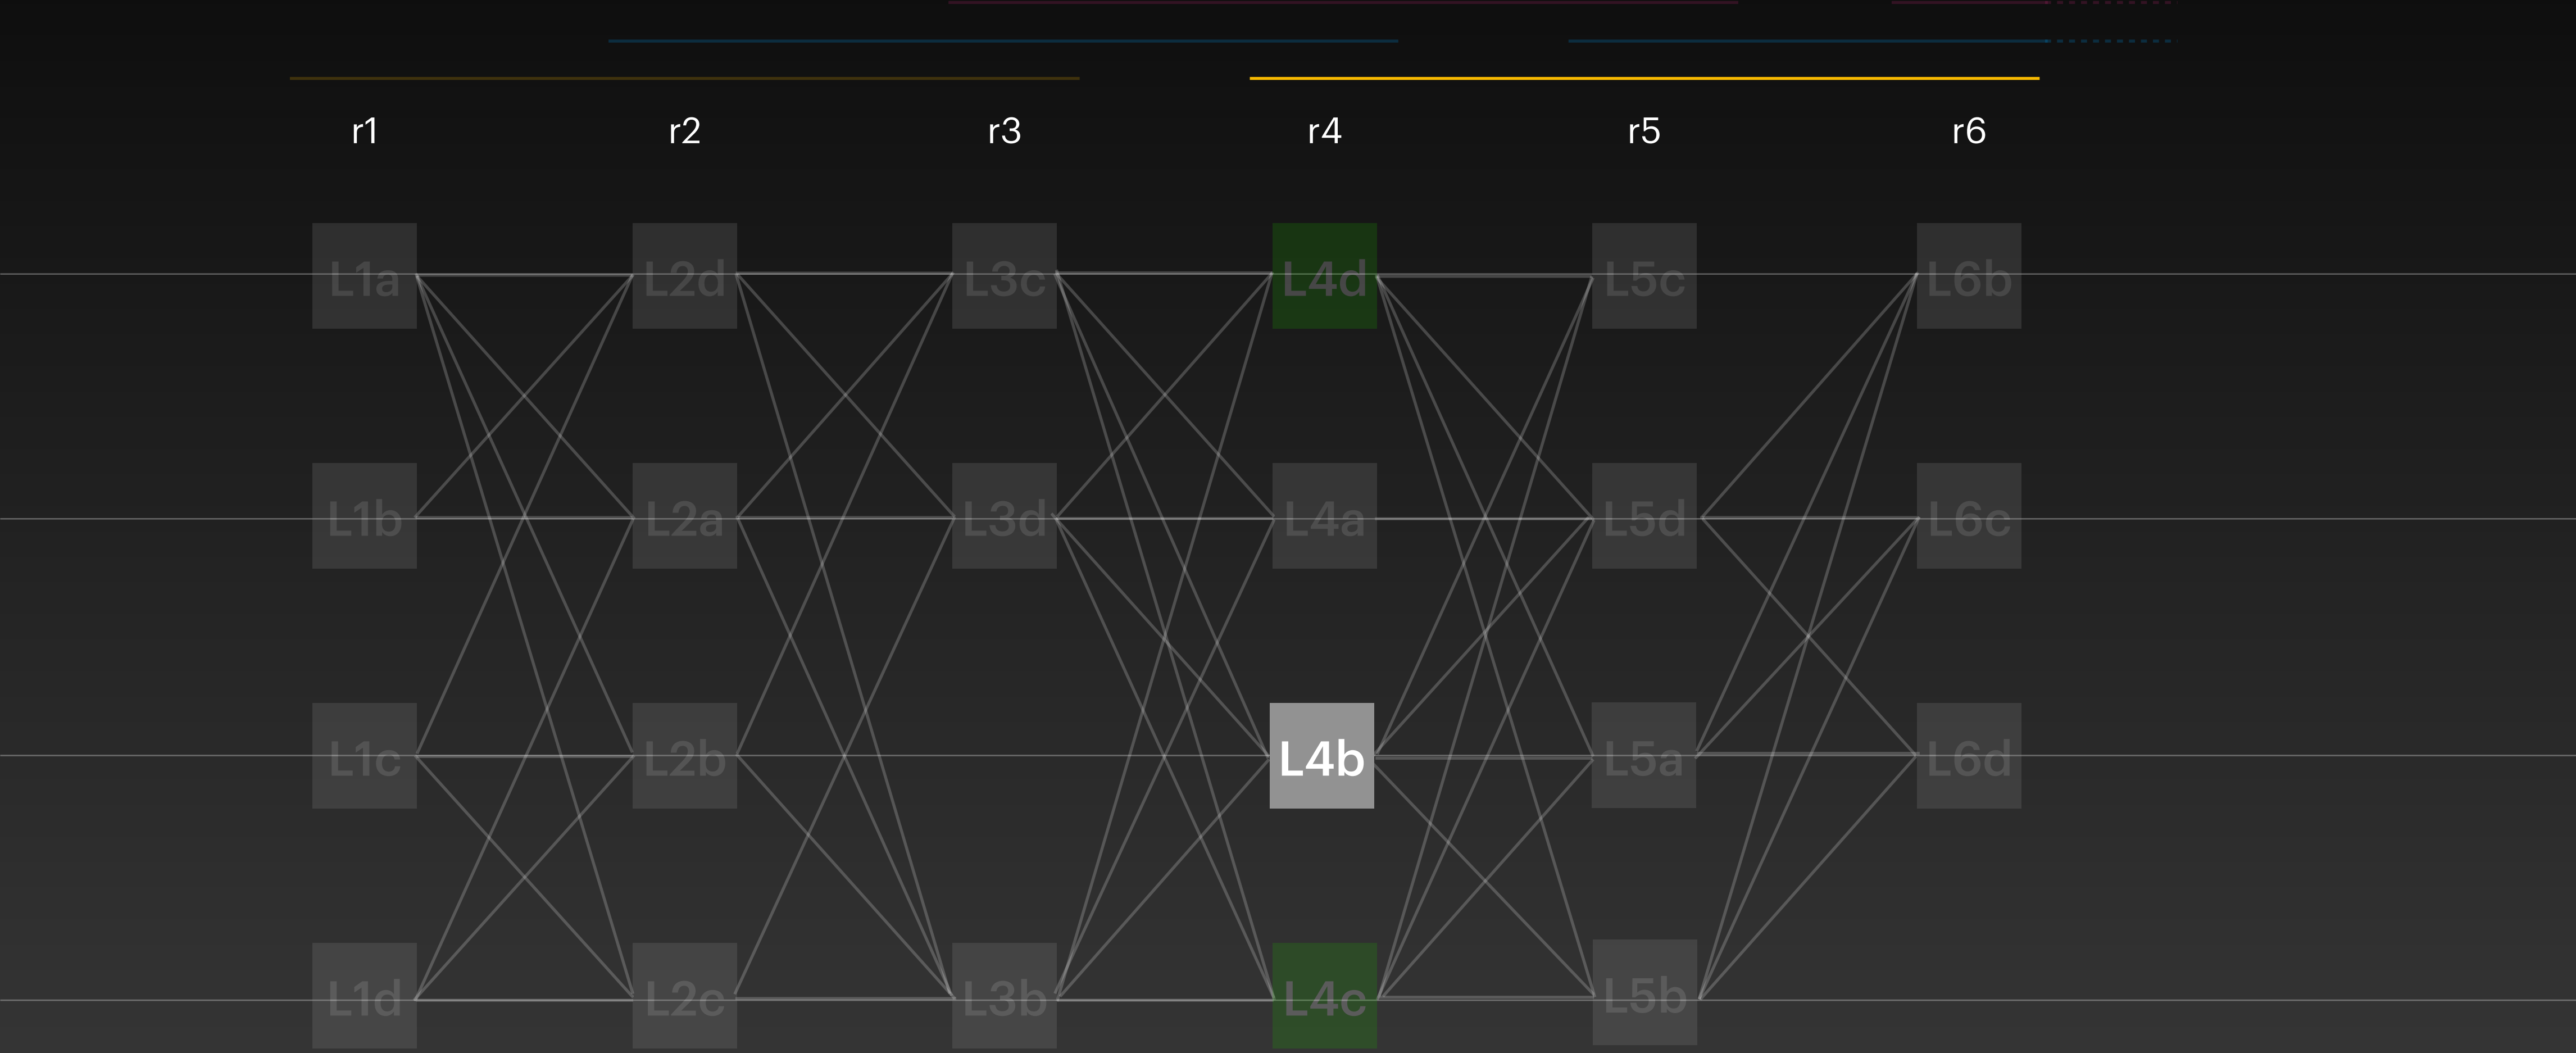 r1 r2 r3 r4 r5 r6
L1a L2d L3c L4d L5c L6b
L1b L2a L3d L4a L5d L6c
L1c L2b L4b L5a L6d
L1d L2c L3b L4c L5b